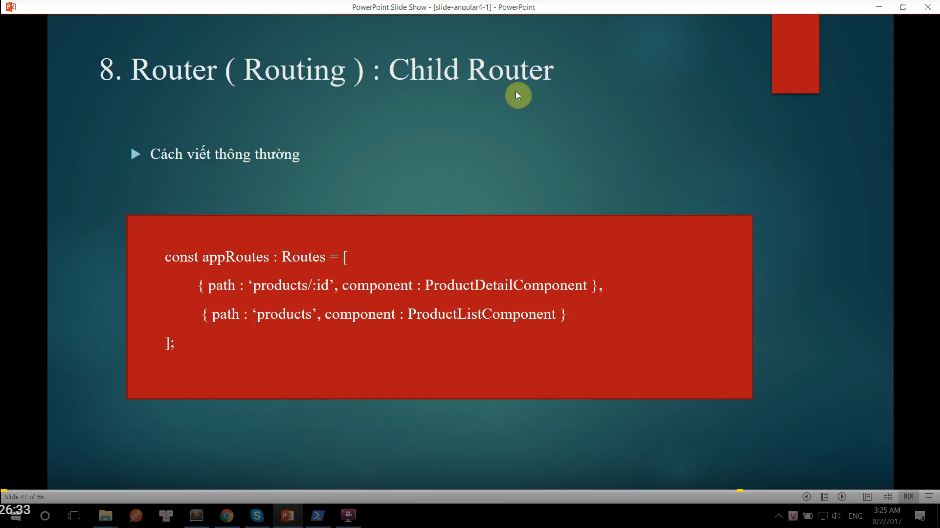 PowerPoint Slide Show - [slide-angular4-1] - PowerPoint
8. Router ( Routing ) : Child Router
Cách viết thông thường
const appRoutes : Routes = [
{ path : ‘products/:id’, component : ProductDetailComponent },
{ path : ‘products’, component : ProductListComponent }
];
Slide 47 of 66
26:33
ENG
3:25 AM
8/2/2017